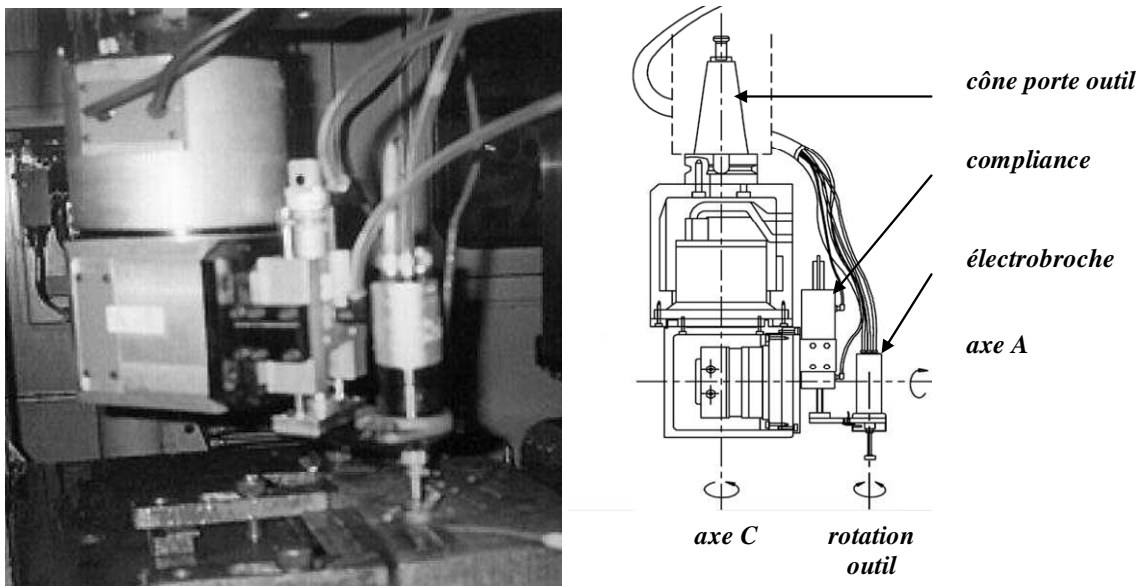 cône porte outil
compliance
électrobroche
axe A
axe C
rotation
outil